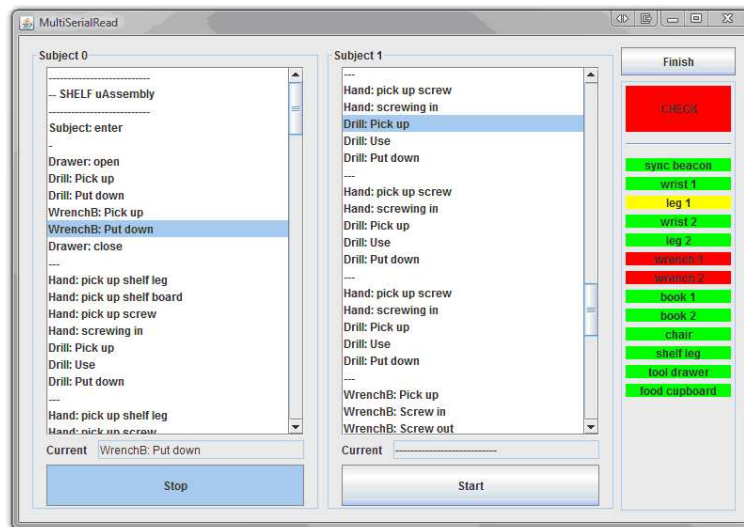 MultiSerialRead
Subject 0
---------------------------
-- SHELF uAssembly
---------------------------
Subject: enter
-
Drawer: open
Drill: Pick up
Drill: Put down
WrenchB: Pick up
WrenchB: Put down
Drawer: close
---
Hand: pick up shelf leg
Hand: pick up shelf board
Hand: pick up screw
Hand: screwing in
Drill: Pick up
Drill: Use
Drill: Put down
---
Hand: pick up shelf leg
Hand: pick up screw
Current WrenchB: Put down
Stop
Subject 1
---
Hand: pick up screw
Hand: screwing in
Drill: Pick up
Drill: Use
Drill: Put down
---
Hand: pick up screw
Hand: screwing in
Drill: Pick up
Drill: Use
Drill: Put down
---
Hand: pick up screw
Hand: screwing in
Drill: Pick up
Drill: Use
Drill: Put down
---
WrenchB: Pick up
WrenchB: Screw in
WrenchB: Screw out
Current ---------------------------
Start
Finish
CHECK
sync beacon
wrist 1
leg 1
wrist 2
leg 2
wrench 1
wrench 2
book 1
book 2
chair
shelf leg
tool drawer
food cupboard